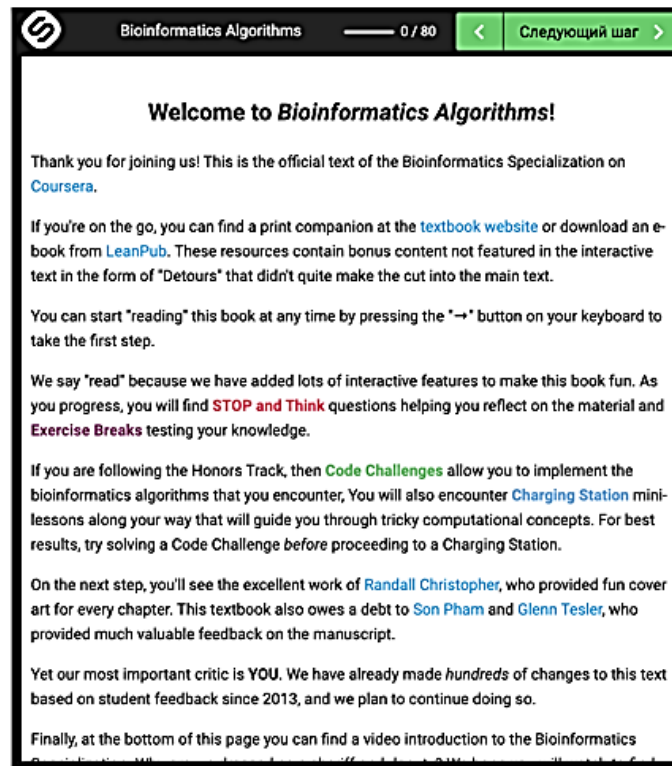 Bioinformatics Algorithms 0 / 80 Следующий шаг
Welcome to Bioinformatics Algorithms!
Thank you for joining us! This is the official text of the Bioinformatics Specialization on
Coursera.
If you're on the go, you can find a print companion at the textbook website or download an e-
book from LeanPub. These resources contain bonus content not featured in the interactive
text in the form of "Detours" that didn't quite make the cut into the main text.
You can start "reading" this book at any time by pressing the "→" button on your keyboard to
take the first step.
We say "read" because we have added lots of interactive features to make this book fun. As
you progress, you will find STOP and Think questions helping you reflect on the material and
Exercise Breaks testing your knowledge.
If you are following the Honors Track, then Code Challenges allow you to implement the
bioinformatics algorithms that you encounter, You will also encounter Charging Station mini-
lessons along your way that will guide you through tricky computational concepts. For best
results, try solving a Code Challenge before proceeding to a Charging Station.
On the next step, you'll see the excellent work of Randall Christopher, who provided fun cover
art for every chapter. This textbook also owes a debt to Son Pham and Glenn Tesler, who
provided much valuable feedback on the manuscript.
Yet our most important critic is YOU. We have already made hundreds of changes to this text
based on student feedback since 2013, and we plan to continue doing so.
Finally, at the bottom of this page you can find a video introduction to the Bioinformatics